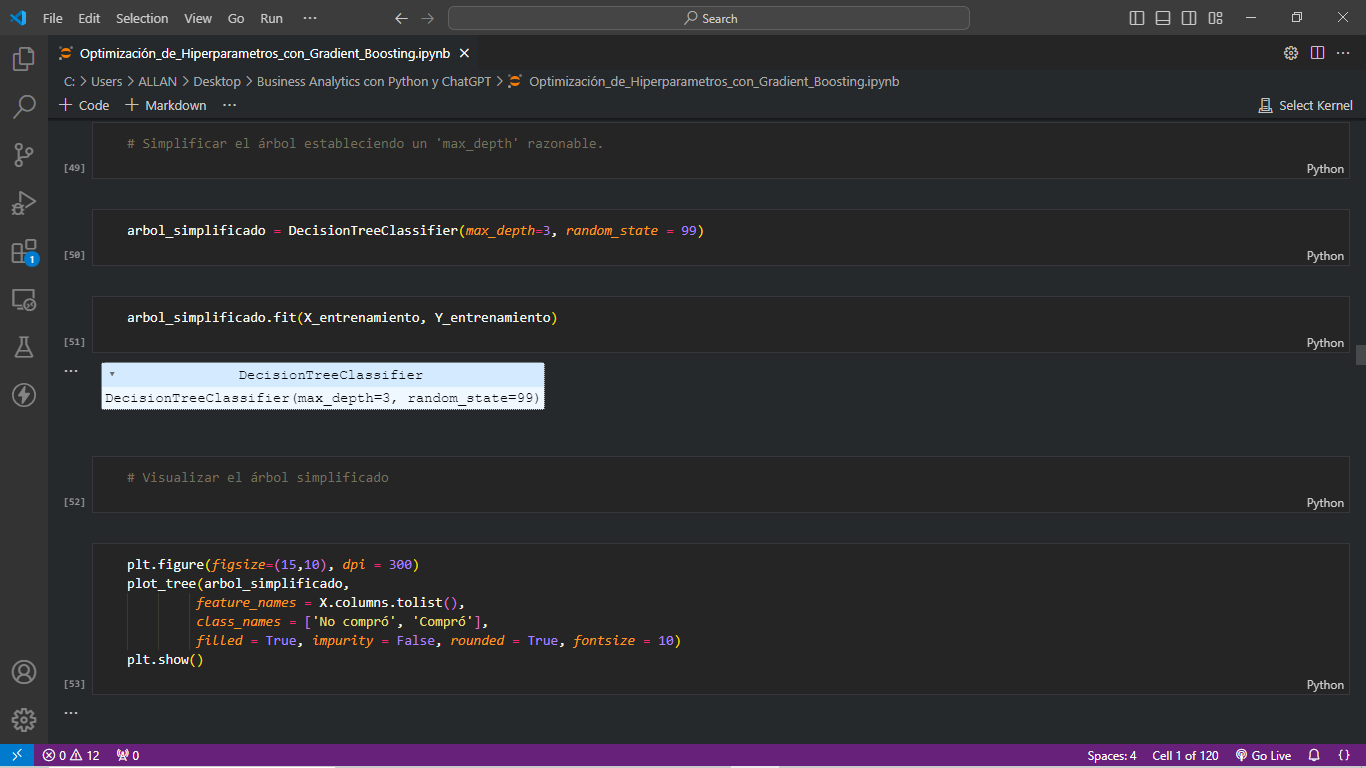 File Edit Selection View Go Run ··· Search
Optimización_de_Hiperparametros_con_Gradient_Boosting.ipynb
C: > Users > ALLAN > Desktop > Business Analytics con Python y ChatGPT > Optimización_de_Hiperparametros_con_Gradient_Boosting.ipynb
+ Code + Markdown ··· Select Kernel
# Simplificar el árbol estableciendo un 'max_depth' razonable.
[49] Python
arbol_simplificado = DecisionTreeClassifier(max_depth=3, random_state = 99)
[50] Python
arbol_simplificado.fit(X_entrenamiento, Y_entrenamiento)
[51] Python
···
DecisionTreeClassifier
DecisionTreeClassifier(max_depth=3, random_state=99)
# Visualizar el árbol simplificado
[52] Python
plt.figure(figsize=(15,10), dpi = 300)
plot_tree(arbol_simplificado,
feature_names = X.columns.tolist(),
class_names = ['No compró', 'Compró'],
filled = True, impurity = False, rounded = True, fontsize = 10)
plt.show()
[53] Python
···
1
0 12 0 Spaces: 4 Cell 1 of 120 Go Live {}